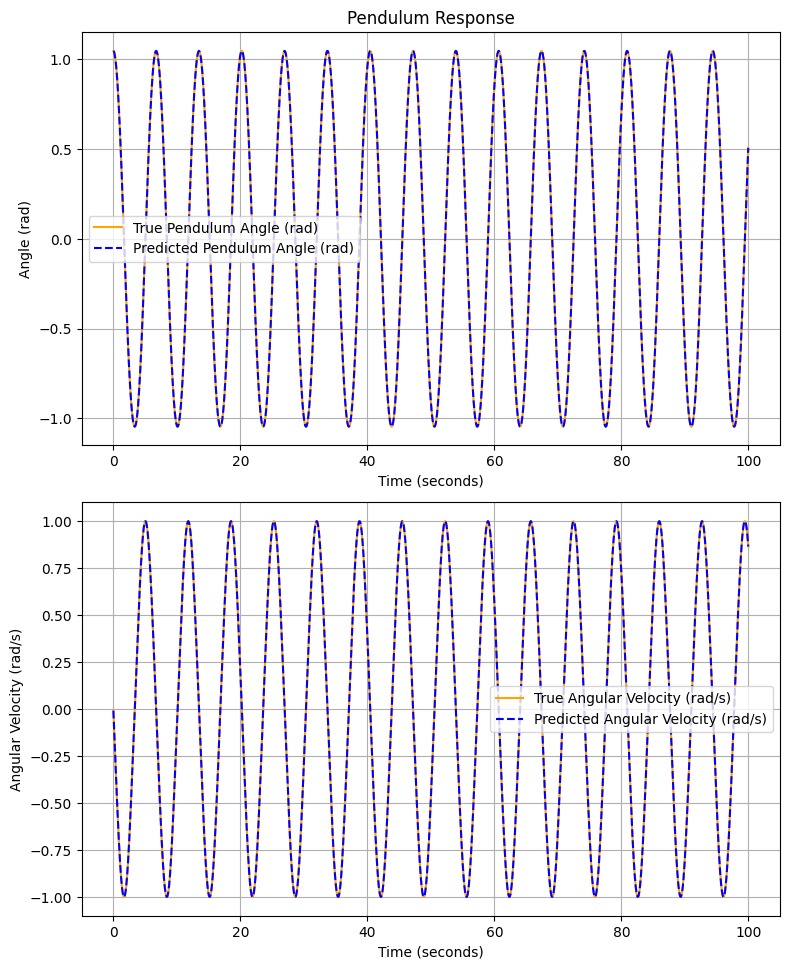 Pendulum Response
1.0
0.5
0.0
−0.5
−1.0
Angle (rad)
True Pendulum Angle (rad)
Predicted Pendulum Angle (rad)
0 20 40 60 80 100
Time (seconds)
1.00
0.75
0.50
0.25
0.00
−0.25
−0.50
−0.75
−1.00
Angular Velocity (rad/s)
True Angular Velocity (rad/s)
Predicted Angular Velocity (rad/s)
0 20 40 60 80 100
Time (seconds)